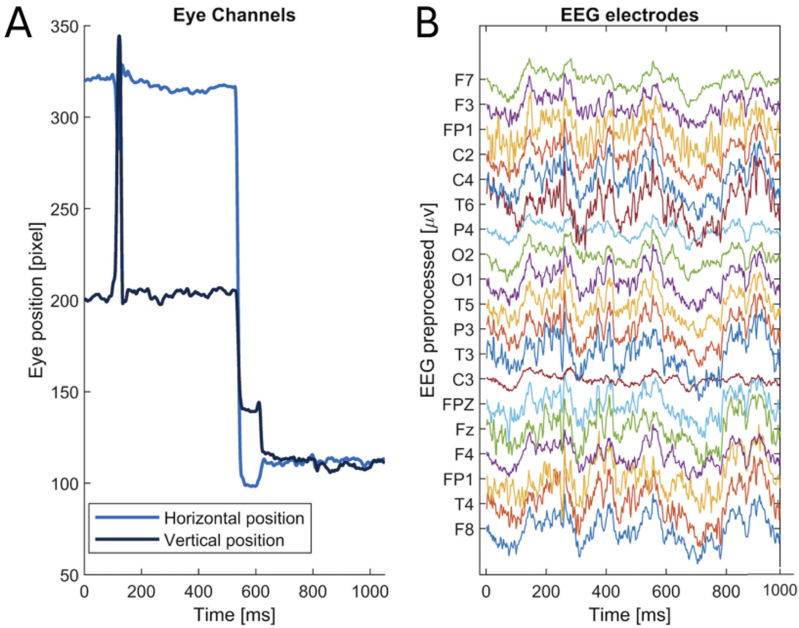 A
Eye Channels
Eye position [pixel]
350
300
250
200
150
100
50
Horizontal position
Vertical position
0
200
400
600
800
1000
Time [ms]
B
EEG electrodes
EEG preprocessed [μv]
F7
F3
FP1
C2
C4
T6
P4
O2
O1
T5
P3
T3
C3
FPZ
Fz
F4
FP1
T4
F8
0
200
400
600
800
1000
Time [ms]